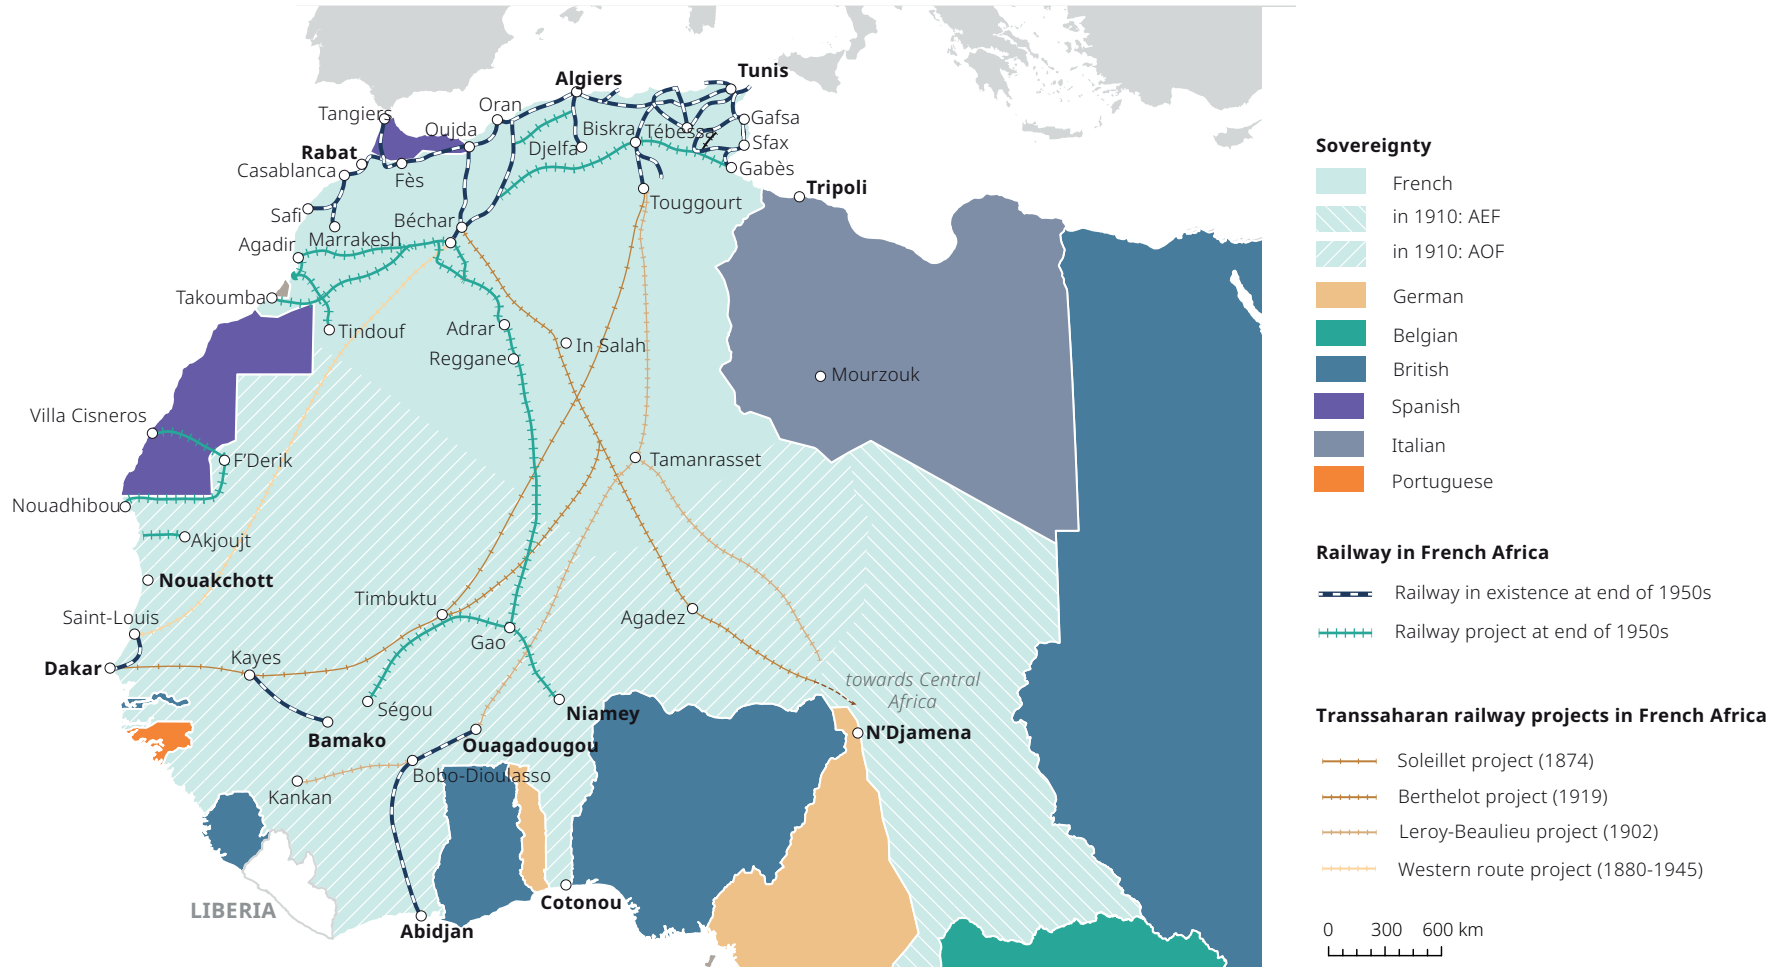 Algiers
Tunis
Tangiers
Oran
Oujda
Biskra
Tébessa
Gafsa
Rabat
Djelfa
Sfax
Casablanca
Fès
Gabès
Tripoli
Safi
Touggourt
Béchar
Agadir
Marrakesh
Takoumba
Tindouf
Adrar
In Salah
Reggane
Mourzouk
Villa Cisneros
F’Derik
Tamanrasset
Nouadhibou
Akjoujt
Nouakchott
Timbuktu
Saint-Louis
Agadez
Gao
Kayes
Dakar
towards Central
Africa
Ségou
Niamey
N’Djamena
Bamako
Ouagadougou
Bobo-Dioulasso
Kankan
LIBERIA
Cotonou
Abidjan
Sovereignty
French
in 1910: AEF
in 1910: AOF
German
Belgian
British
Spanish
Italian
Portuguese
Railway in French Africa
Railway in existence at end of 1950s
Railway project at end of 1950s
Transsaharan railway projects in French Africa
Soleillet project (1874)
Berthelot project (1919)
Leroy-Beaulieu project (1902)
Western route project (1880-1945)
0 300 600 km